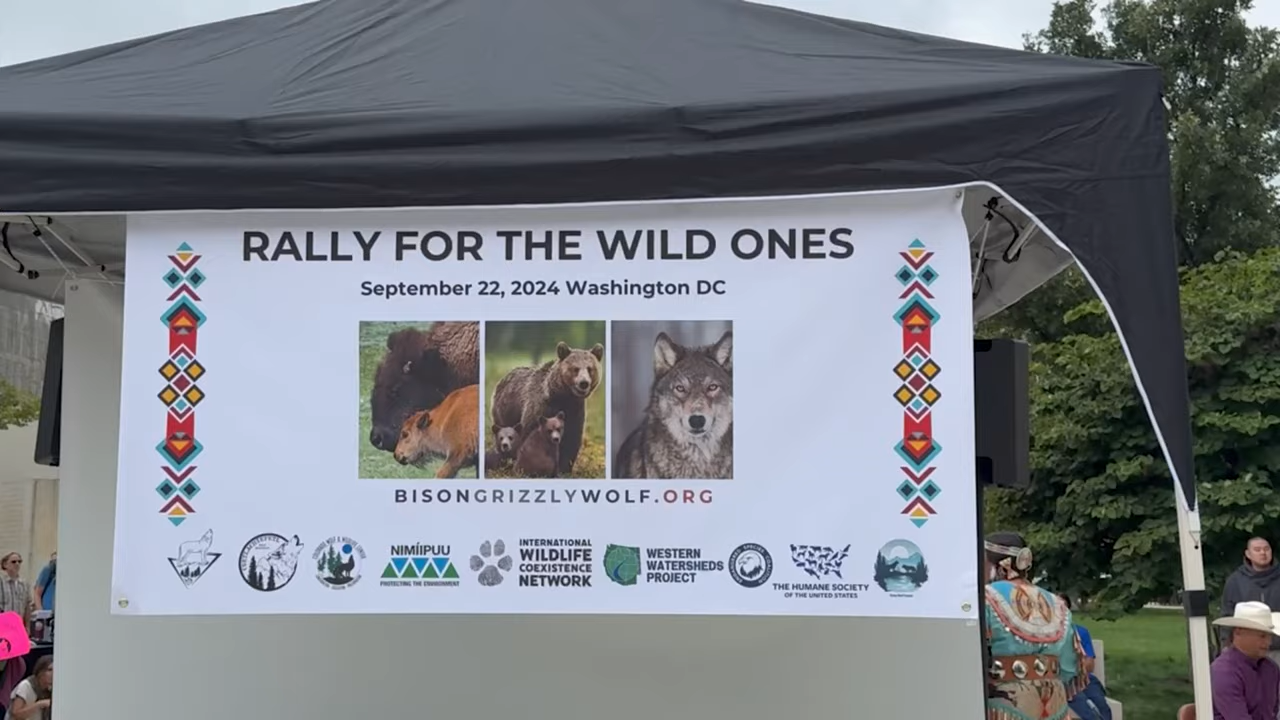 RALLY FOR THE WILD ONES
September 22, 2024 Washington DC
BISONGRIZZLYWOLF.ORG
NIMÍIPUU
PROTECTING THE ENVIRONMENT
INTERNATIONAL
WILDLIFE
COEXISTENCE
NETWORK
WESTERN
WATERSHEDS
PROJECT
THE HUMANE SOCIETY
OF THE UNITED STATES